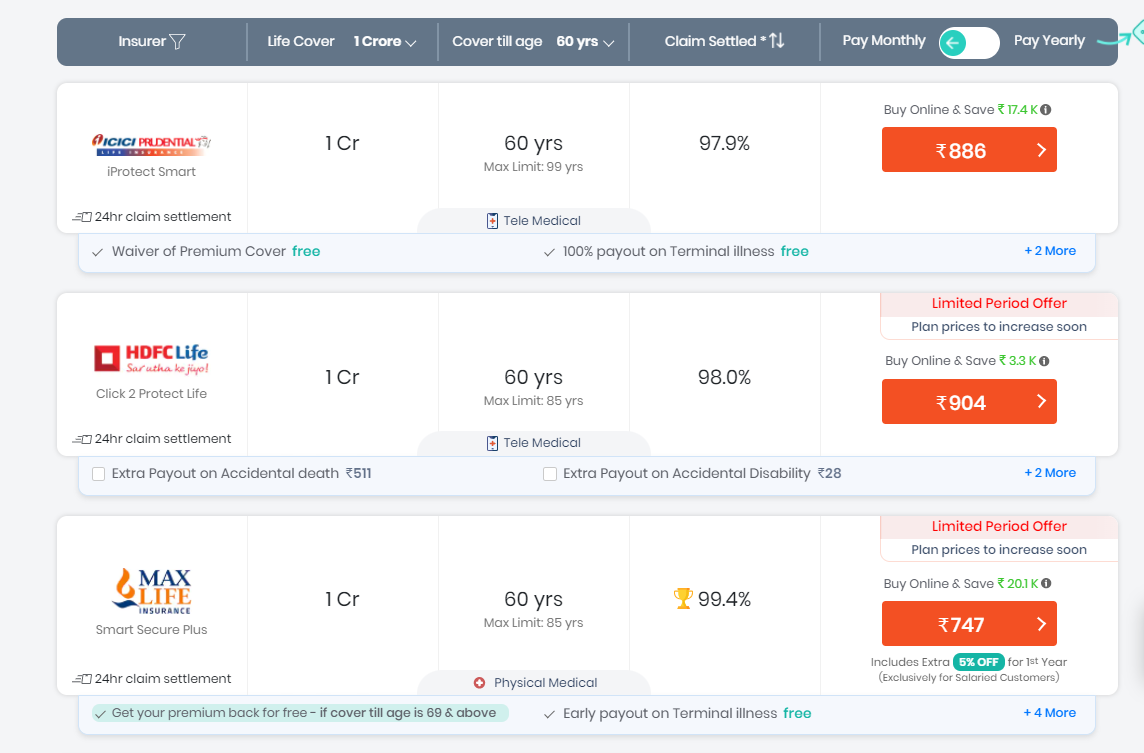 Insurer
Life Cover 1 Crore
Cover till age 60 yrs
Claim Settled *
Pay Monthly
Pay Yearly
ICICI PRUDENTIAL
LIFE INSURANCE
iProtect Smart
24hr claim settlement
1 Cr
60 yrs
Max Limit: 99 yrs
Tele Medical
97.9%
Buy Online & Save ₹ 17.4 K
₹886
Waiver of Premium Cover free
100% payout on Terminal illness free
+ 2 More
HDFC Life
Sar utha ke jiyo!
Click 2 Protect Life
24hr claim settlement
1 Cr
60 yrs
Max Limit: 85 yrs
Tele Medical
98.0%
Limited Period Offer
Plan prices to increase soon
Buy Online & Save ₹ 3.3 K
₹904
Extra Payout on Accidental death ₹511
Extra Payout on Accidental Disability ₹28
+ 2 More
MAX
LIFE
INSURANCE
Smart Secure Plus
24hr claim settlement
1 Cr
60 yrs
Max Limit: 85 yrs
Physical Medical
99.4%
Limited Period Offer
Plan prices to increase soon
Buy Online & Save ₹ 20.1 K
₹747
Includes Extra 5% OFF for 1st Year
(Exclusively for Salaried Customers)
Get your premium back for free - if cover till age is 69 & above
Early payout on Terminal illness free
+ 4 More